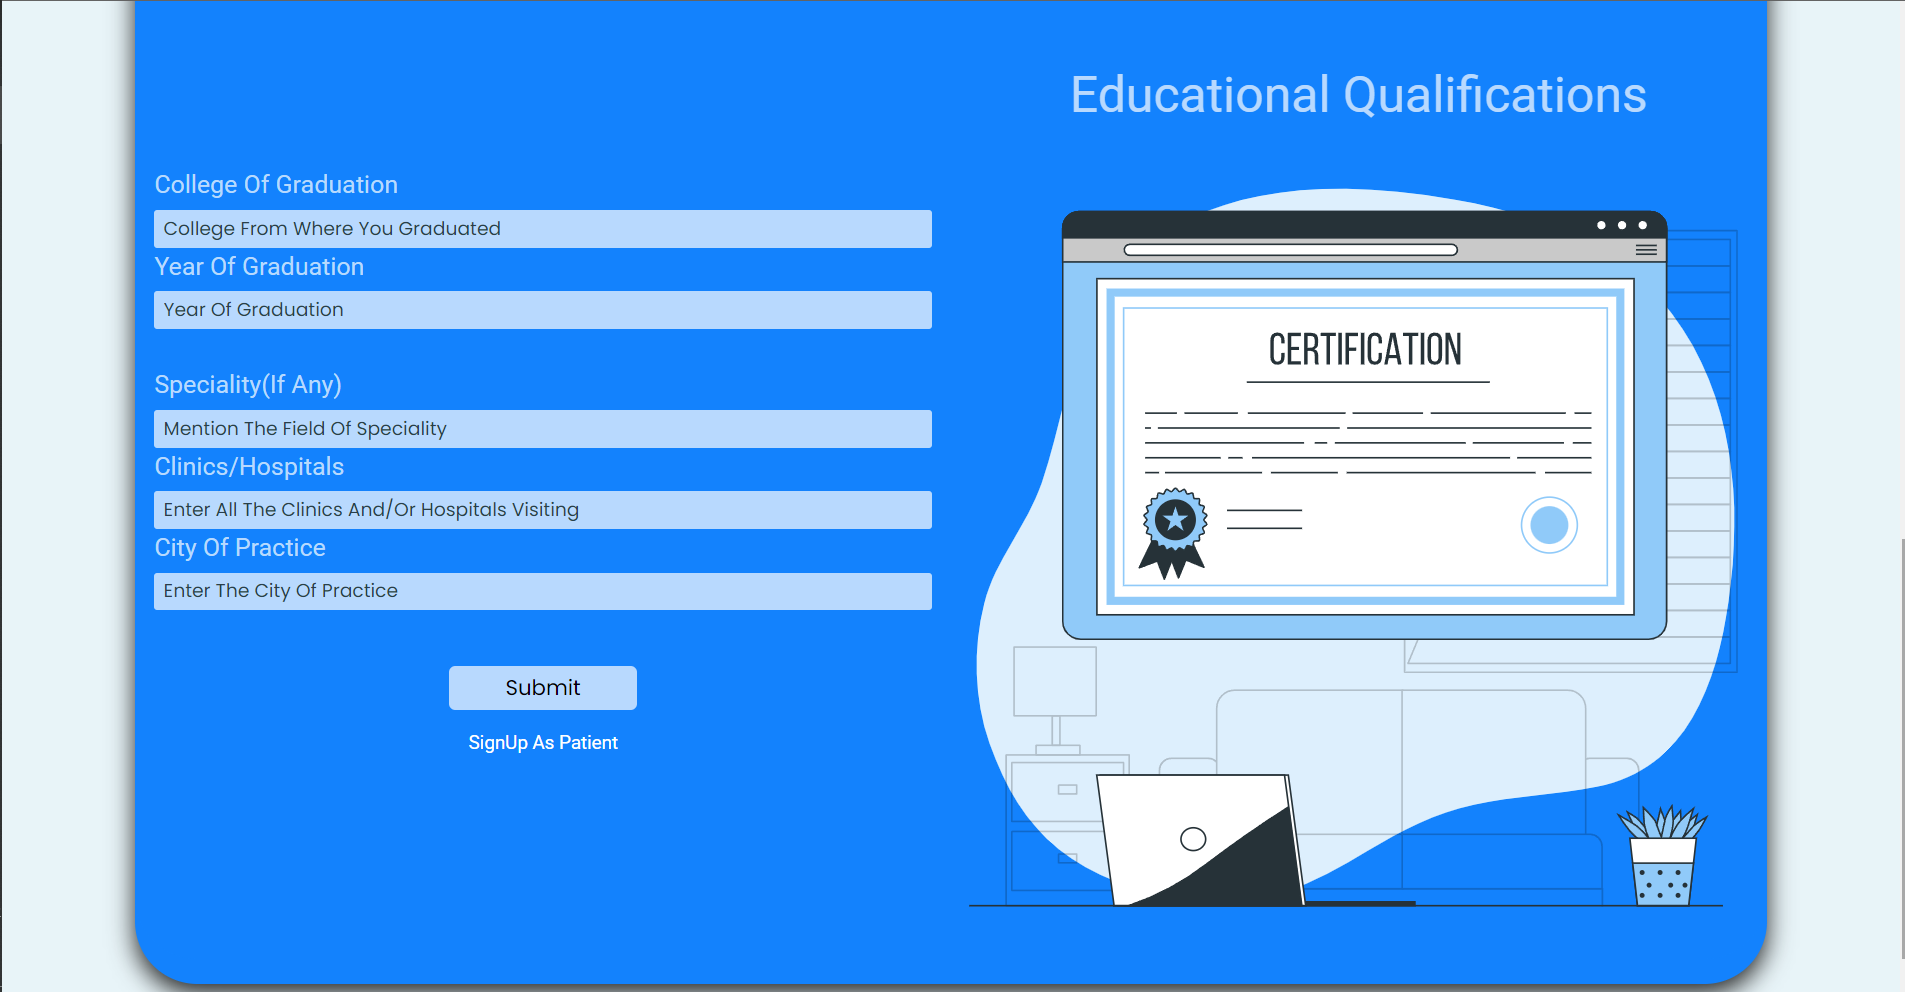 Educational Qualifications
College Of Graduation
College From Where You Graduated
Year Of Graduation
Year Of Graduation
Speciality(If Any)
Mention The Field Of Speciality
Clinics/Hospitals
Enter All The Clinics And/Or Hospitals Visiting
City Of Practice
Enter The City Of Practice
Submit
SignUp As Patient
CERTIFICATION